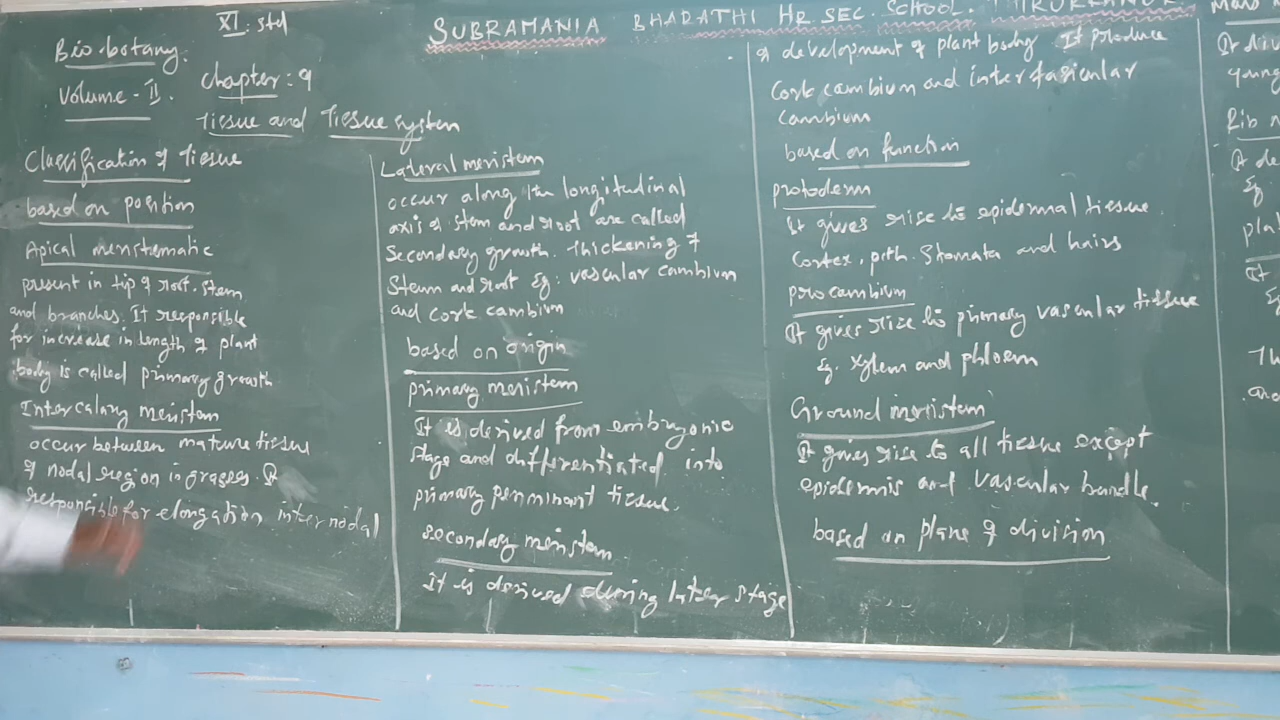 XI. std
SUBRAMANIA BHARATHI HR. SEC. SCHOOL.
Bio-botany.
Volume - II.
Chapter : 9
Tissue and Tissue system
Classification of Tissue
based on position
Apical meristematic
present in tip of root. stem
and branches. It responsible
for increase in length of plant
body is called primary growth
Intercalary meristem
occur between mature tissue
of nodal region in grasses. It
responsible for elongation internodal
Lateral meristem
occur along the longitudinal
axis of stem and root are called
Secondary growth. Thickening of
Stem and root Eg: vascular cambium
and cork cambium
based on origin
primary meristem
It is derived from embryonic
stage and differentiated into
primary penminant tissue.
secondary meristem
It is derived during later stage
of development of plant body It produce
Cork cambium and interfasicular
cambium
based on function
protoderm
It gives rise to epidermal tissue.
Cortex. pith. Stomata and hairs
procambium
It gives rise to primary vascular tissue
Eg. Xylem and phloem
Ground meristem
It gives rise to all tissue except
epidermis and vascular bundle.
based on plane of division
It
Rib
Eg.
It